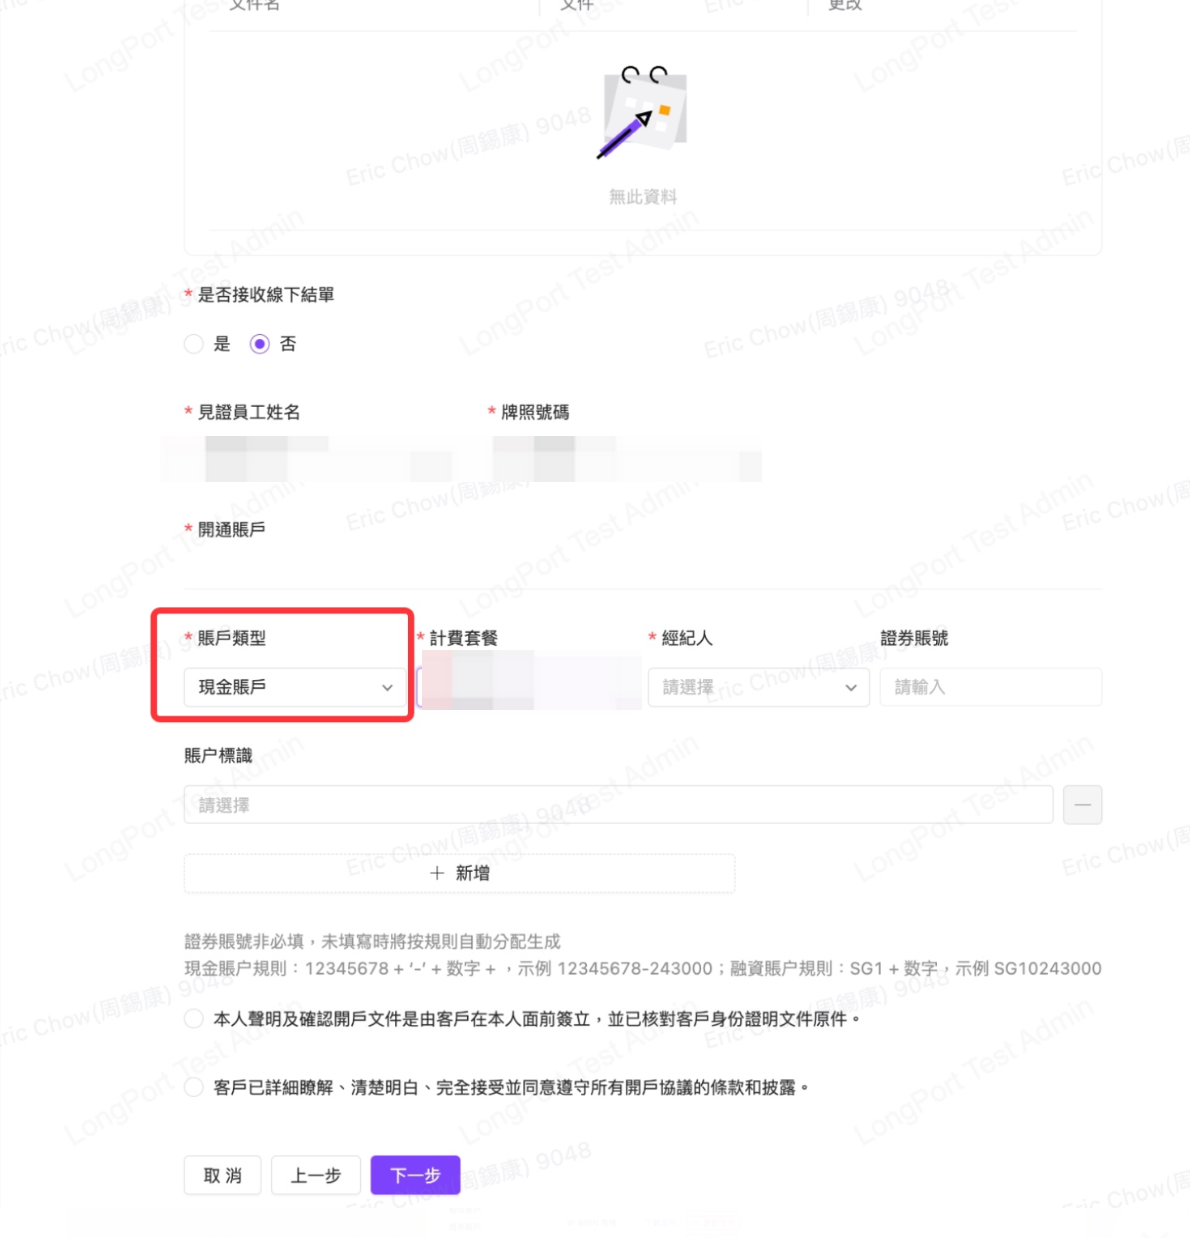 文件名 文件 更改
無此資料
* 是否接收線下結單
是 否
* 見證員工姓名 * 牌照號碼
* 開通賬戶
* 賬戶類型 * 計費套餐 * 經紀人 證券賬號
現金賬戶 請選擇 請輸入
賬户標識
請選擇
+ 新增
證券賬號非必填，未填寫時將按規則自動分配生成
現金賬户規則：12345678 + '-' + 数字 + ，示例 12345678-243000；融資賬户規則：SG1 + 数字，示例 SG10243000
本人聲明及確認開戶文件是由客戶在本人面前簽立，並已核對客戶身份證明文件原件。
客戶已詳細瞭解、清楚明白、完全接受並同意遵守所有開戶協議的條款和披露。
取 消 上一步 下一步
LongPort Test Admin
Eric Chow(周錫康) 9048